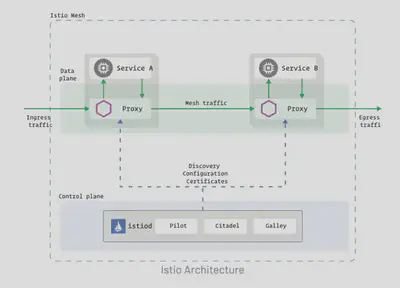 Istio Mesh
Data
plane
Service A
Service B
Proxy
Mesh traffic
Proxy
Ingress
traffic
Egress
traffi
Discovery
Configuration
Certificates
Control plane
istiod
Pilot
Citadel
Galley
Istio Architecture